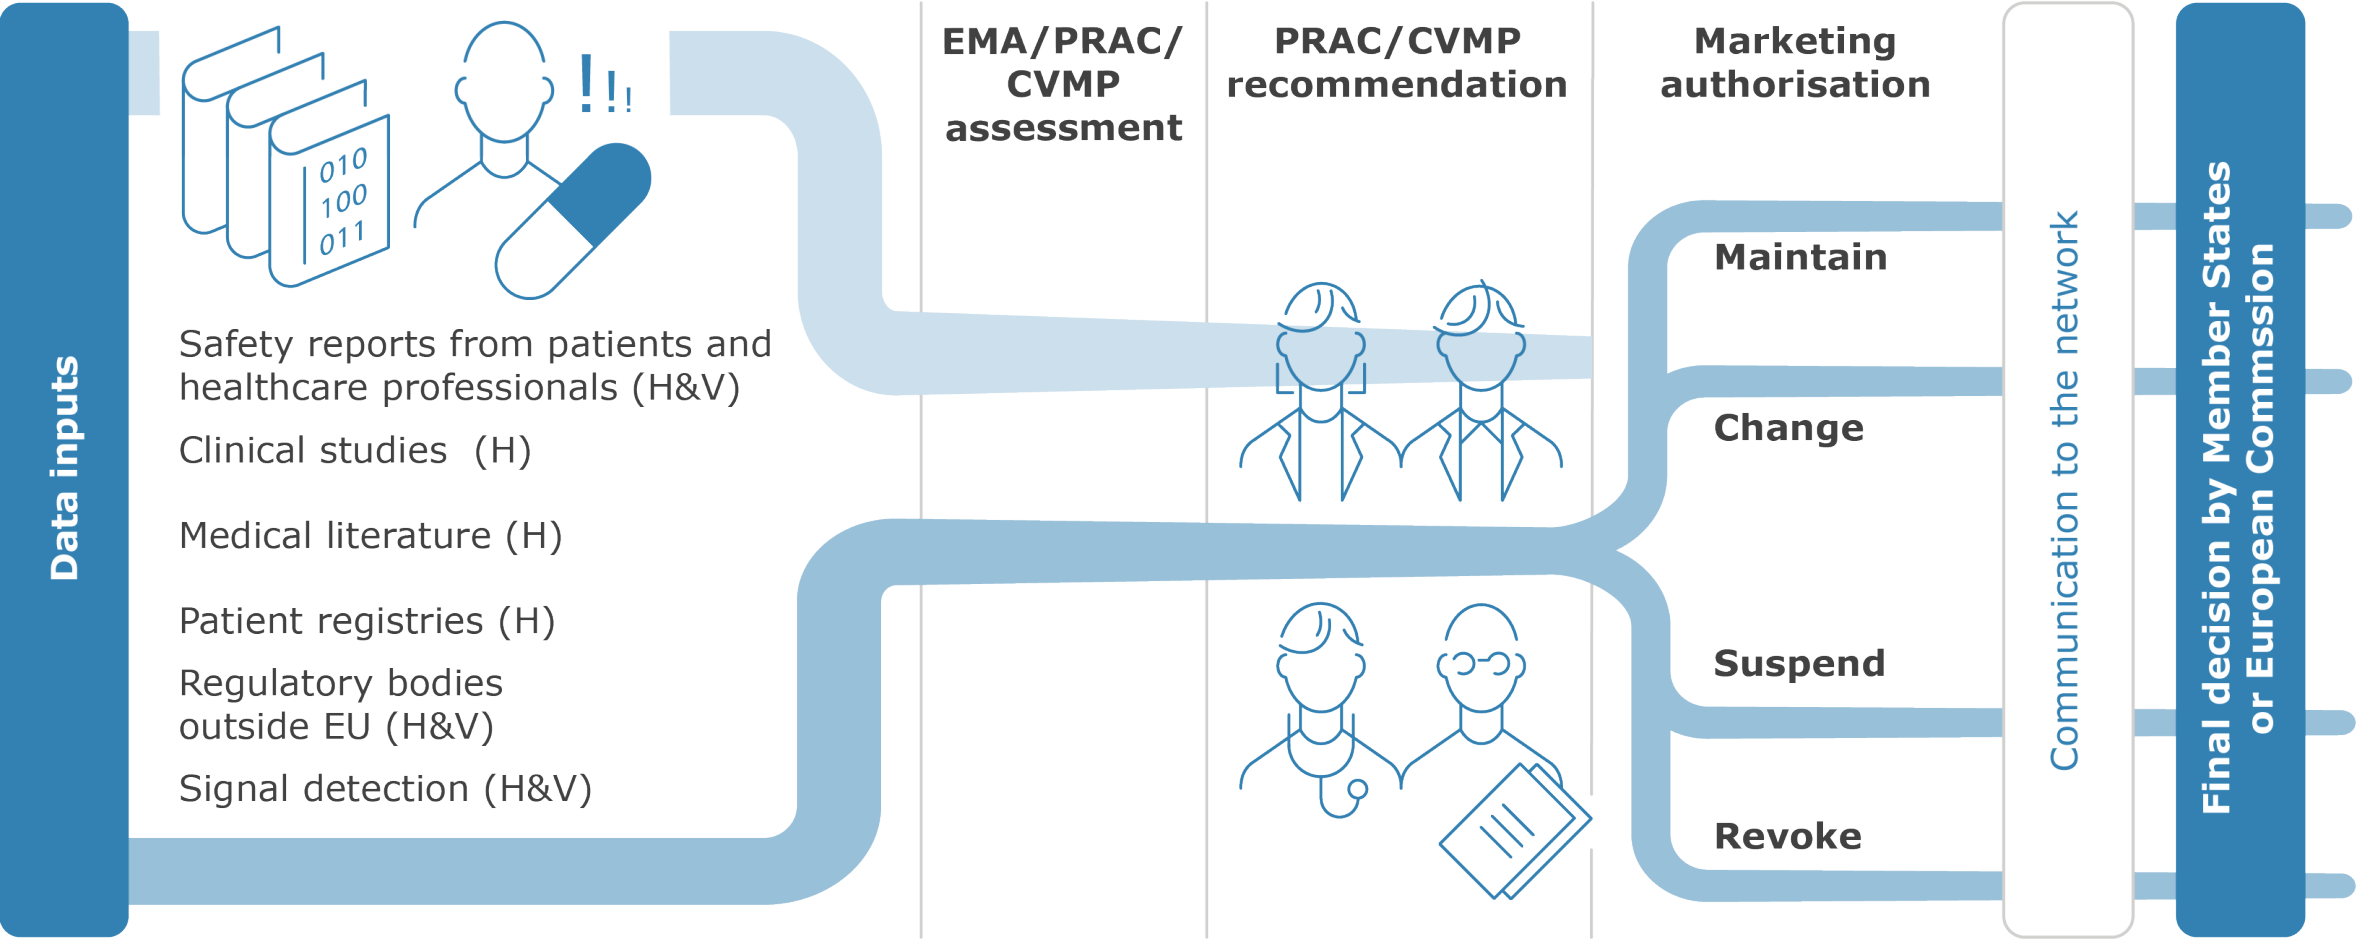 Data inputs
! ! !
010
100
011
Safety reports from patients and
healthcare professionals (H&V)
Clinical studies (H)
Medical literature (H)
Patient registries (H)
Regulatory bodies
outside EU (H&V)
Signal detection (H&V)
EMA/PRAC/
CVMP
assessment
PRAC/CVMP
recommendation
Marketing
authorisation
Maintain
Change
Suspend
Revoke
Communication to the network
Final decision by Member States
or European Commssion